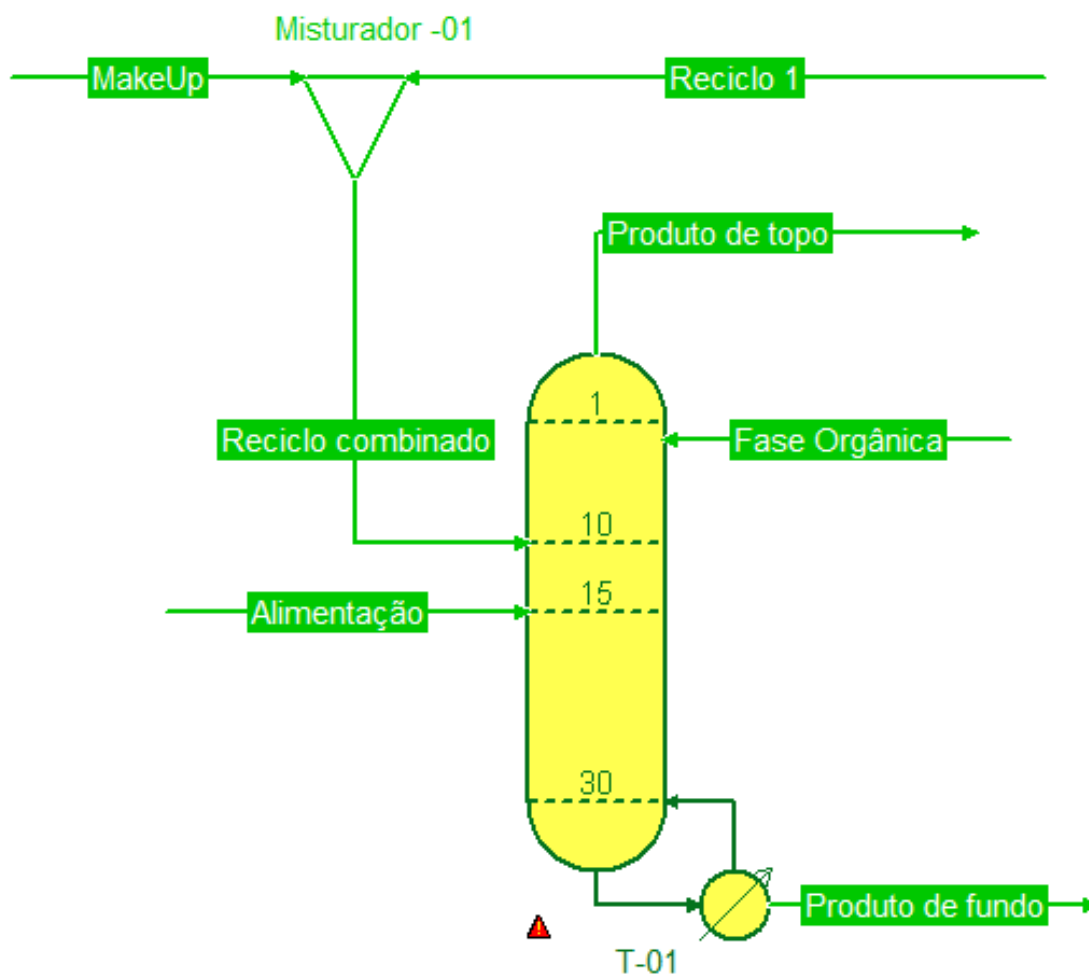 Misturador -01
MakeUp
Reciclo 1
Produto de topo
1
Reciclo combinado
Fase Orgânica
10
15
Alimentação
30
Produto de fundo
T-01